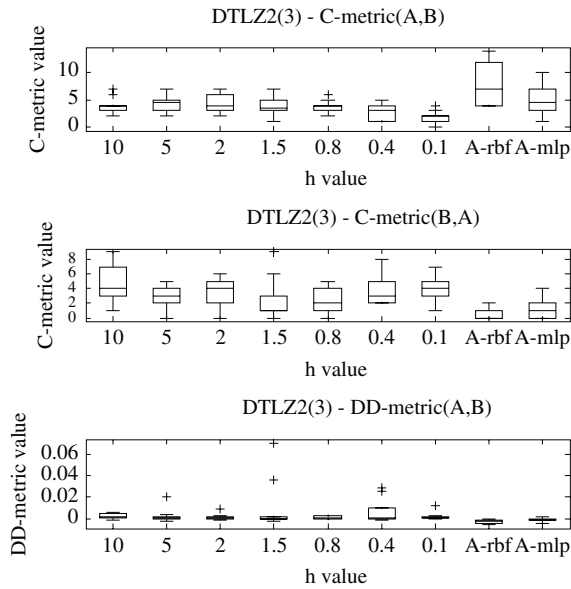 DTLZ2(3) - C-metric(A,B)
C-metric value
10
5
0
10 5 2 1.5 0.8 0.4 0.1 A-rbf A-mlp
h value
DTLZ2(3) - C-metric(B,A)
C-metric value
8
6
4
2
0
10 5 2 1.5 0.8 0.4 0.1 A-rbf A-mlp
h value
DTLZ2(3) - DD-metric(A,B)
DD-metric value
0.06
0.04
0.02
0
10 5 2 1.5 0.8 0.4 0.1 A-rbf A-mlp
h value